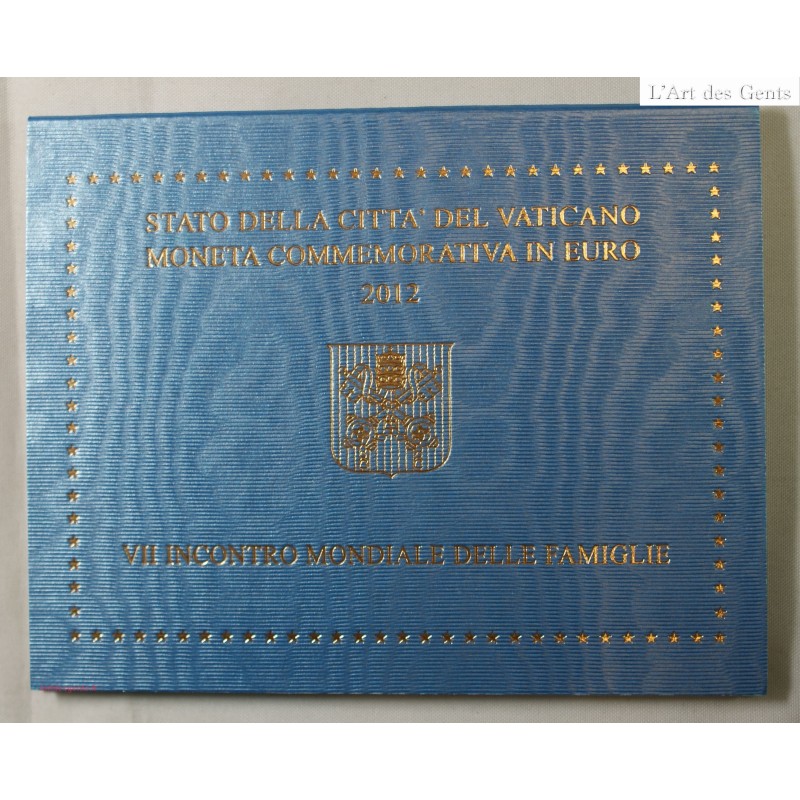 L'Art des Gents
STATO DELLA CITTA' DEL VATICANO
MONETA COMMEMORATIVA IN EURO
2012
VII INCONTRO MONDIALE DELLE FAMIGLIE